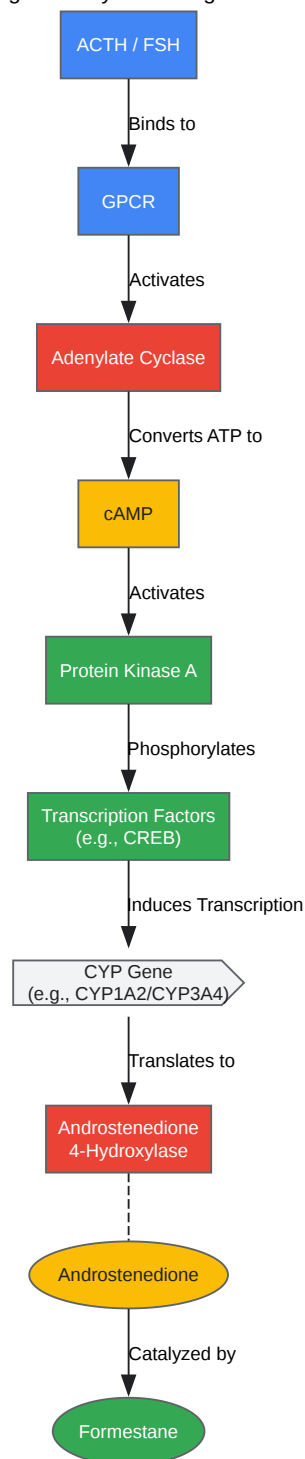 ACTH / FSH
Binds to
GPCR
Activates
Adenylate Cyclase
Converts ATP to
cAMP
Activates
Protein Kinase A
Phosphorylates
Transcription Factors
(e.g., CREB)
Induces Transcription
CYP Gene
(e.g., CYP1A2/CYP3A4)
Translates to
Androstenedione
4-Hydroxylase
Androstenedione
Catalyzed by
Formestane